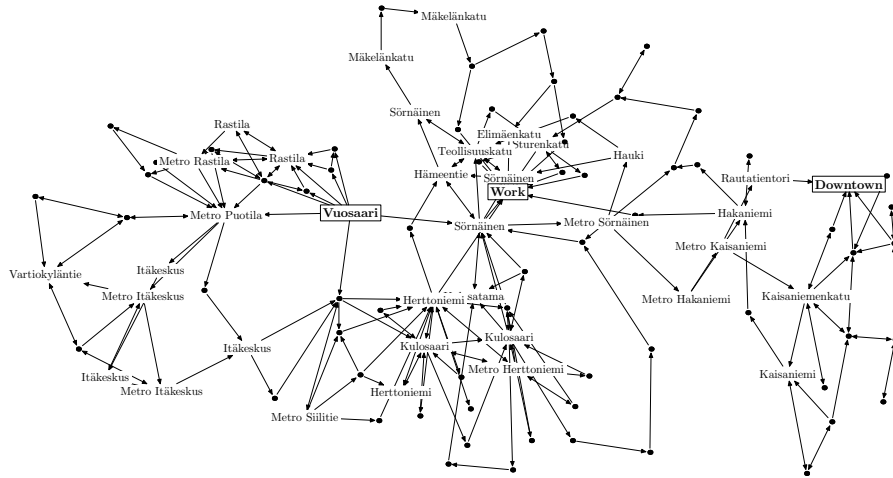 Mäkelänkatu
Mäkelänkatu
Sörnäinen
Rastila
Elimäenkatu
Sturenkatu
Teollisuuskatu
Hauki
Metro Rastila
Rastila
Hämeentie
Sörnäinen
Rautatientori
Downtown
Work
Metro Puotila
Vuosaari
Sörnäinen
Metro Sörnäinen
Hakaniemi
Metro Kaisaniemi
Vartiokyläntie
Itäkeskus
Metro Itäkeskus
Herttoniemi
satama
Metro Hakaniemi
Kaisaniemenkatu
Itäkeskus
Kulosaari
Kulosaari
Itäkeskus
Metro Itäkeskus
Herttoniemi
Metro Herttoniemi
Kaisaniemi
Metro Siilitie